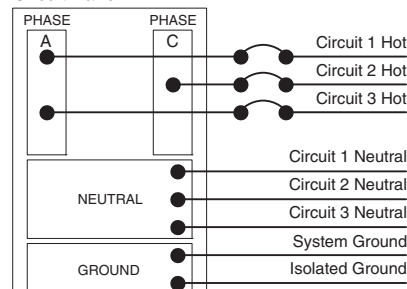 PHASE PHASE
A C
Circuit 1 Hot
Circuit 2 Hot
Circuit 3 Hot
Circuit 1 Neutral
Circuit 2 Neutral
NEUTRAL
Circuit 3 Neutral
System Ground
GROUND
Isolated Ground